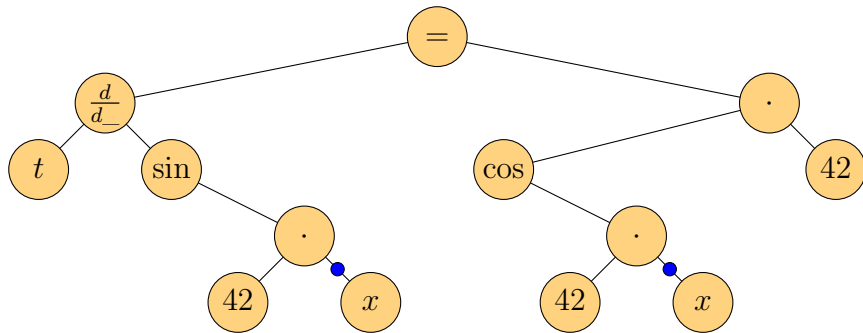 =
d/d_ ·
t sin cos 42
· ·
42 x 42 x